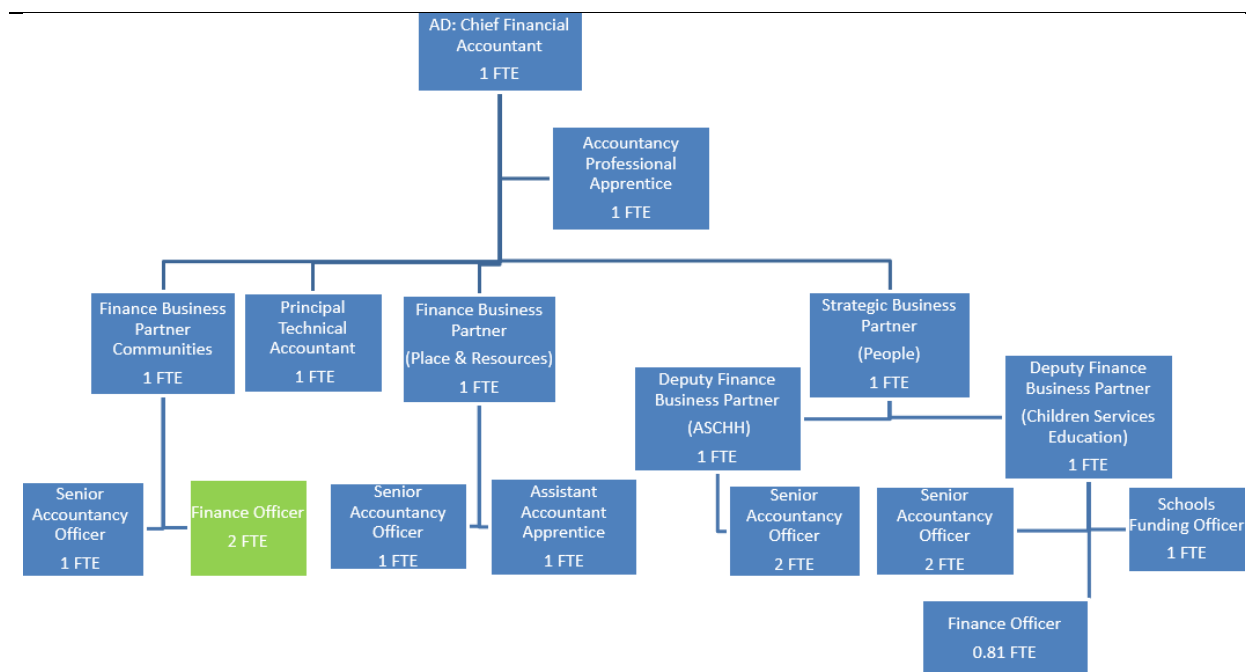 AD: Chief Financial
Accountant
1 FTE
Accountancy
Professional
Apprentice
1 FTE
Finance Business
Partner
Communities
1 FTE
Principal
Technical
Accountant
1 FTE
Finance Business
Partner
(Place & Resources)
1 FTE
Strategic Business
Partner
(People)
1 FTE
Deputy Finance
Business Partner
(ASCHH)
1 FTE
Deputy Finance
Business Partner
(Children Services
Education)
1 FTE
Senior
Accountancy
Officer
1 FTE
Finance Officer
2 FTE
Senior
Accountancy
Officer
1 FTE
Assistant
Accountant
Apprentice
1 FTE
Senior
Accountancy
Officer
2 FTE
Senior
Accountancy
Officer
2 FTE
Schools
Funding Officer
1 FTE
Finance Officer
0.81 FTE